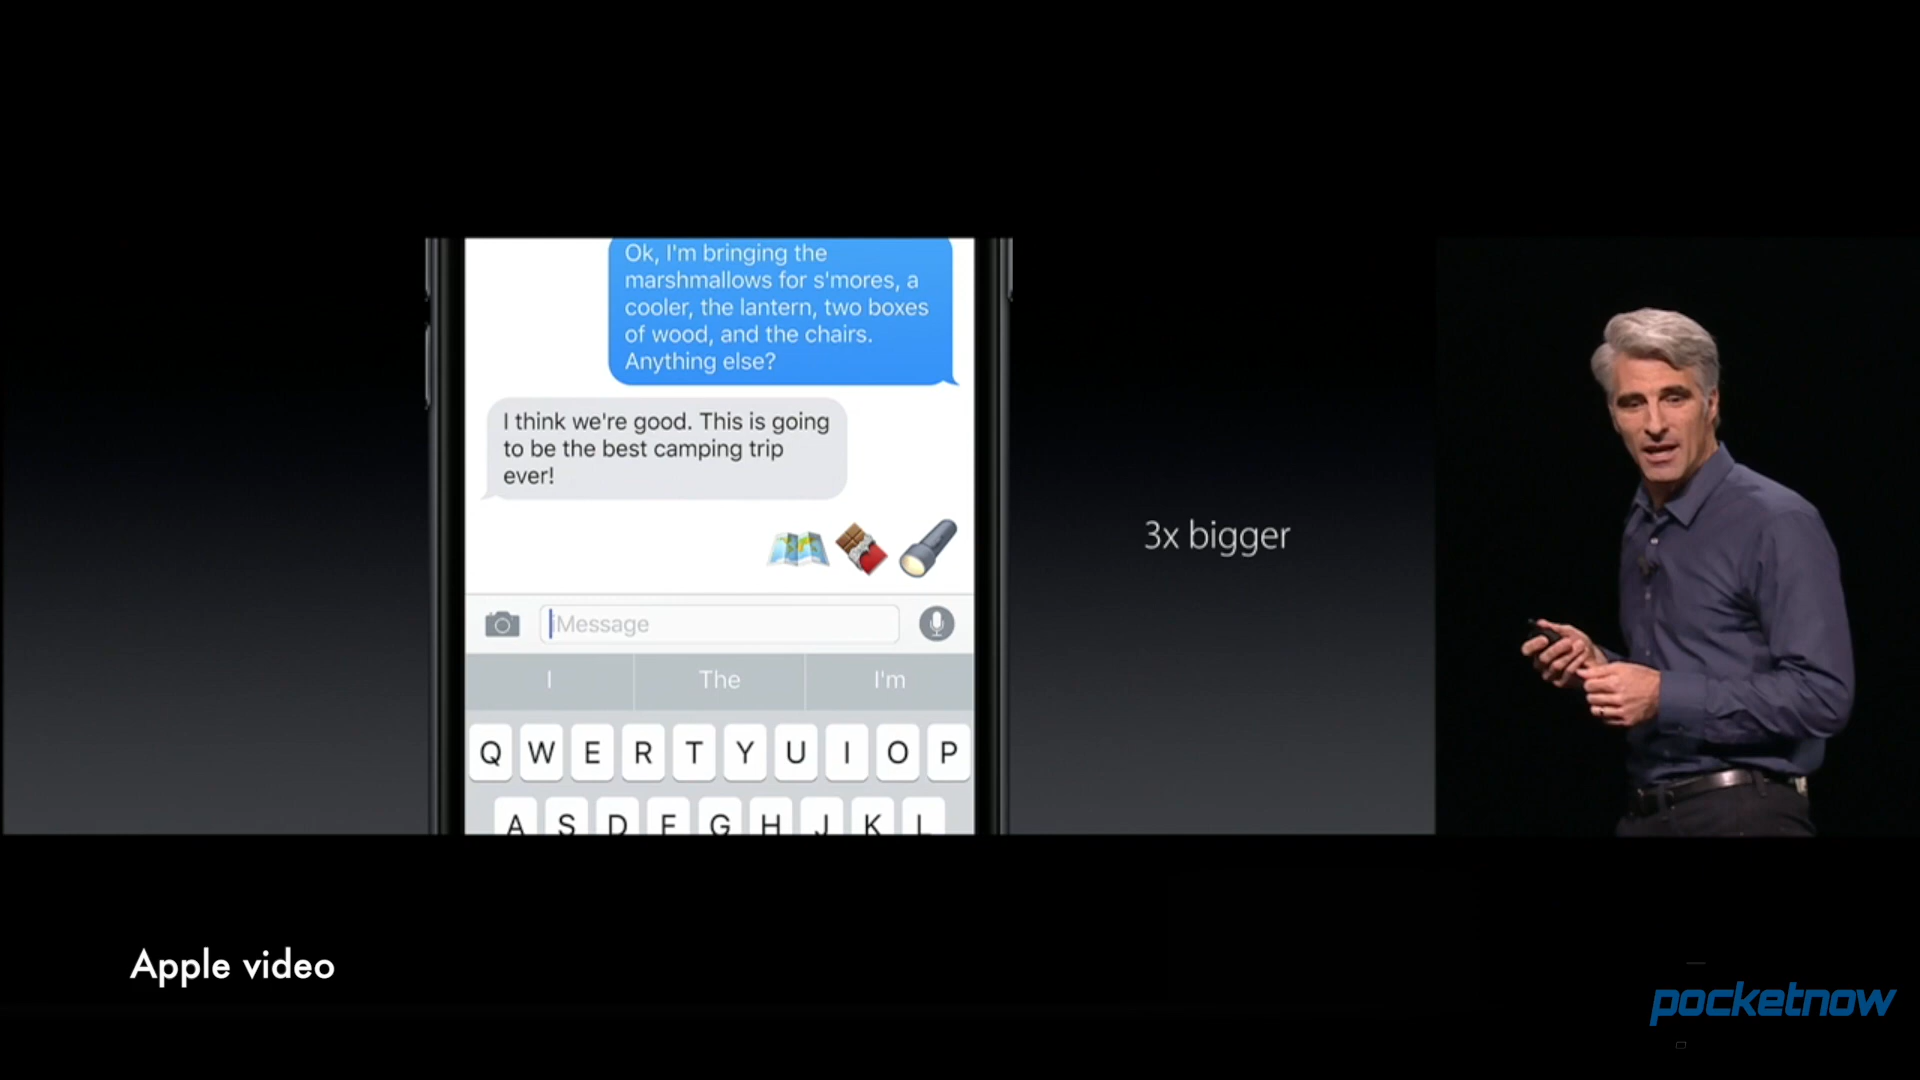 Ok, I'm bringing the
marshmallows for s'mores, a
cooler, the lantern, two boxes
of wood, and the chairs.
Anything else?
I think we're good. This is going
to be the best camping trip
ever!
3x bigger
iMessage
I The I'm
Q W E R T Y U I O P
A S D F G H J K L
Apple video
pocketnow